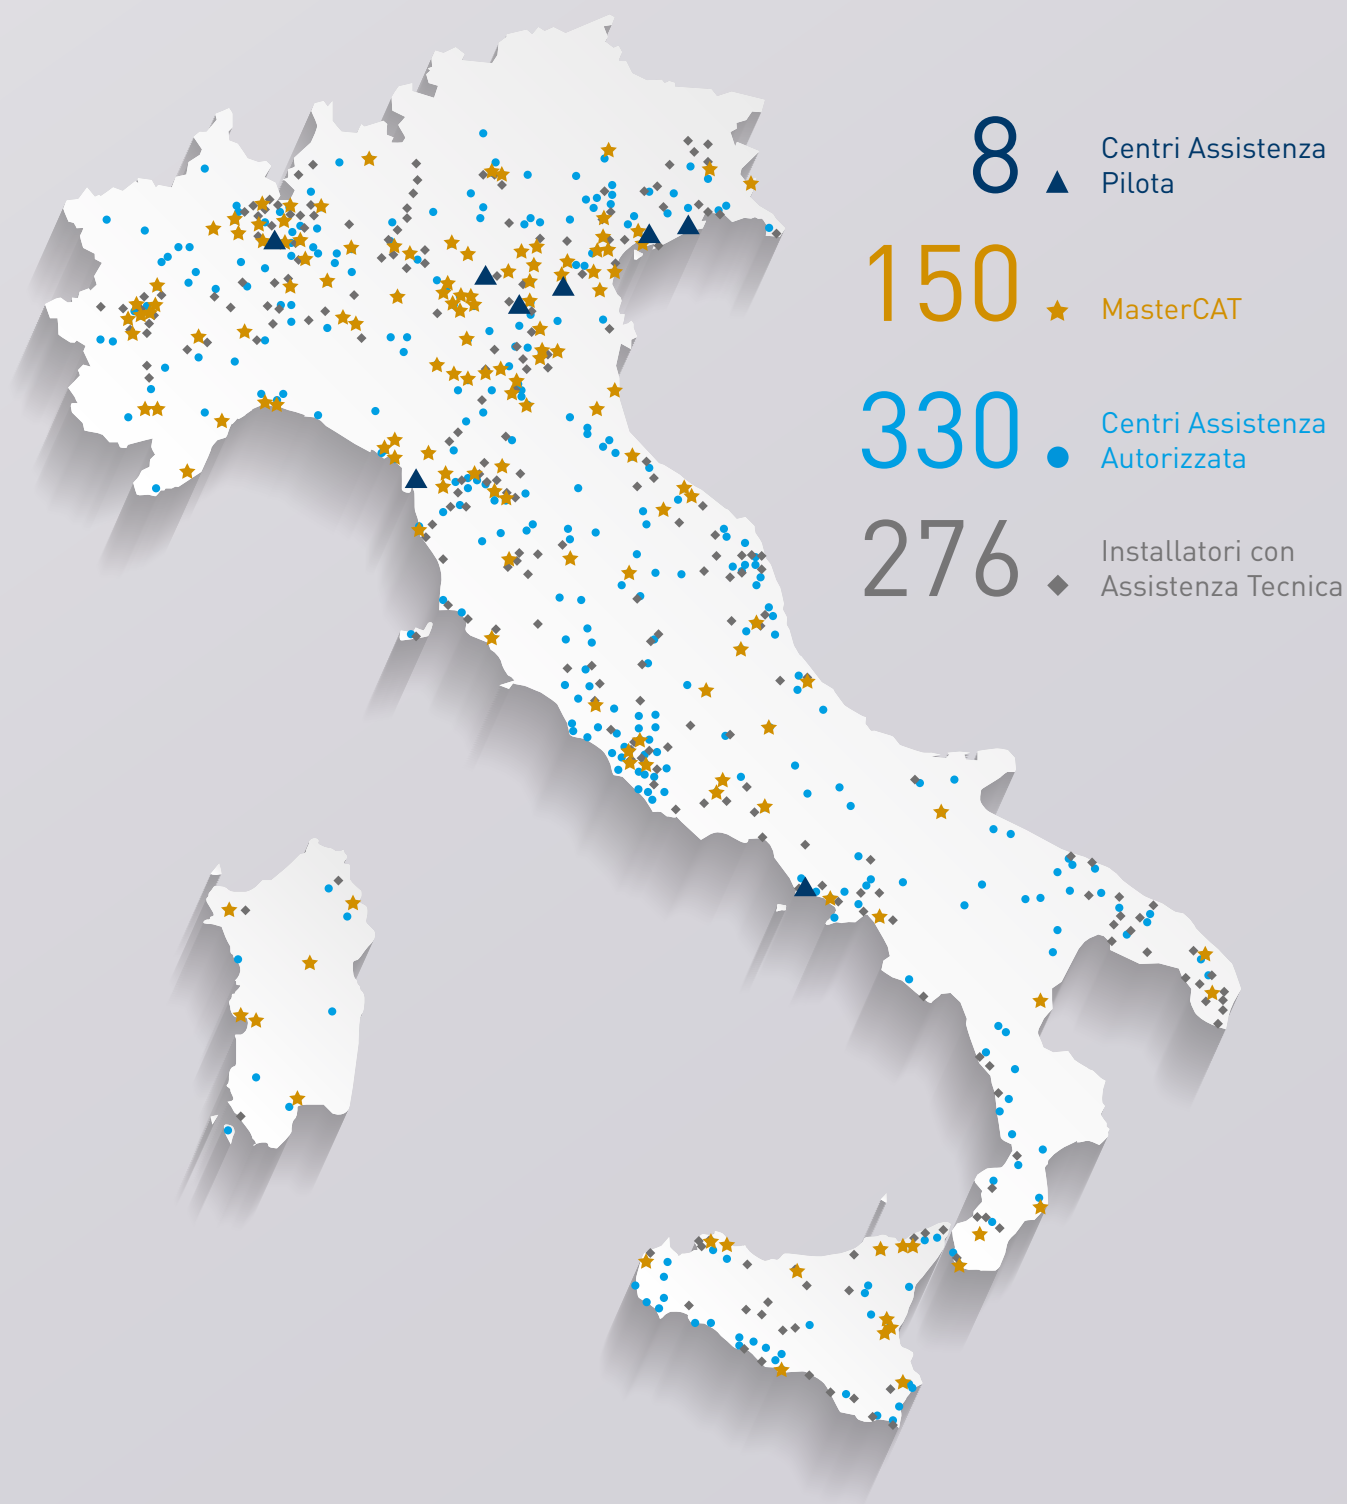 8
Centri Assistenza
Pilota
150
MasterCAT
330
Centri Assistenza
Autorizzata
276
Installatori con
Assistenza Tecnica